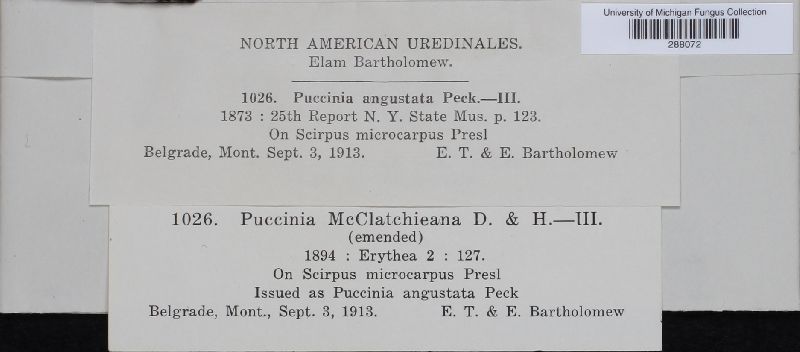 University of Michigan Fungus Collection
288072
NORTH AMERICAN UREDINALES.
Elam Bartholomew.
1026. Puccinia angustata Peck.—III.
1873 : 25th Report N. Y. State Mus. p. 123.
On Scirpus microcarpus Presl
Belgrade, Mont. Sept. 3, 1913. E. T. & E. Bartholomew
1026. Puccinia McClatchieana D. & H.—III.
(emended)
1894 : Erythea 2 : 127.
On Scirpus microcarpus Presl
Issued as Puccinia angustata Peck
Belgrade, Mont., Sept. 3, 1913. E. T. & E. Bartholomew